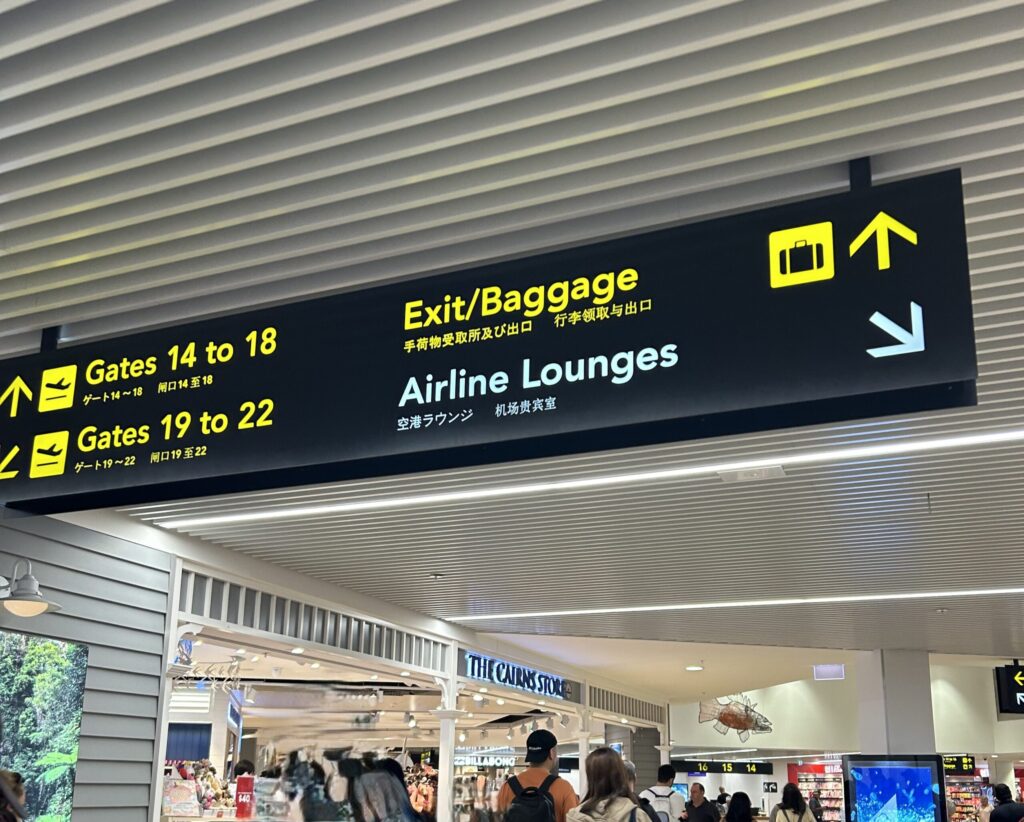 Gates 14 to 18
ゲート14～18 闸口14至18
Gates 19 to 22
ゲート19～22 闸口19至22
Exit/Baggage
手荷物受取所及び出口 行李领取与出口
Airline Lounges
空港ラウンジ 机场贵宾室
THE CAIRNS STORE
BILLABONG
16 15 14
$40